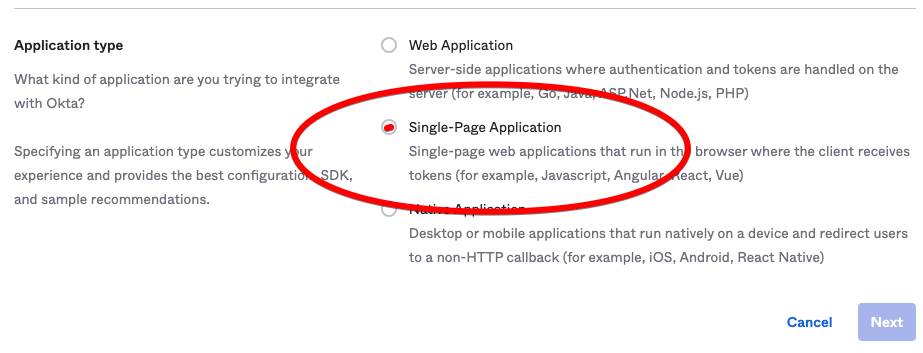 Application type
What kind of application are you trying to integrate
with Okta?
Specifying an application type customizes your
experience and provides the best configuration, SDK,
and sample recommendations.
Web Application
Server-side applications where authentication and tokens are handled on the
server (for example, Go, Java, ASP.Net, Node.js, PHP)
Single-Page Application
Single-page web applications that run in the browser where the client receives
tokens (for example, Javascript, Angular, React, Vue)
Native Application
Desktop or mobile applications that run natively on a device and redirect users
to a non-HTTP callback (for example, iOS, Android, React Native)
Cancel
Next